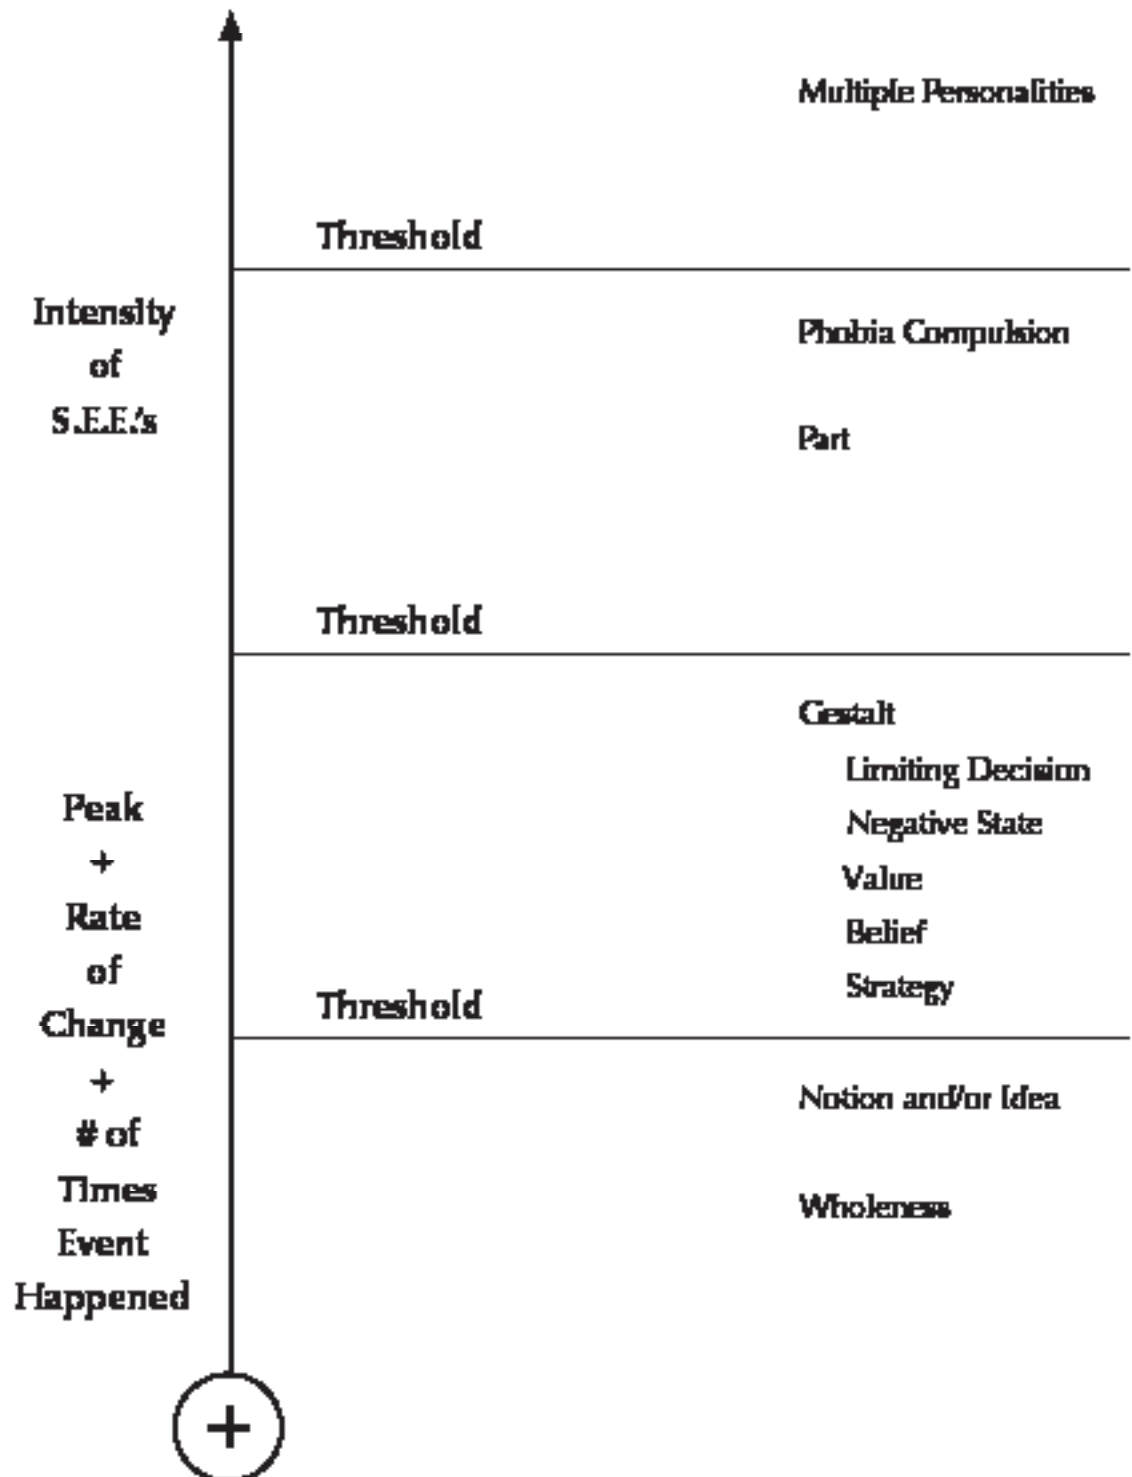 Multiple Personalities
Threshold
Intensity
of
S.E.E.'s
Phobia Compulsion
Part
Threshold
Gestalt
Limiting Decision
Negative State
Value
Belief
Strategy
Peak
+
Rate
of
Change
+
# of
Times
Event
Happened
Threshold
Notion and/or Idea
Wholeness
+